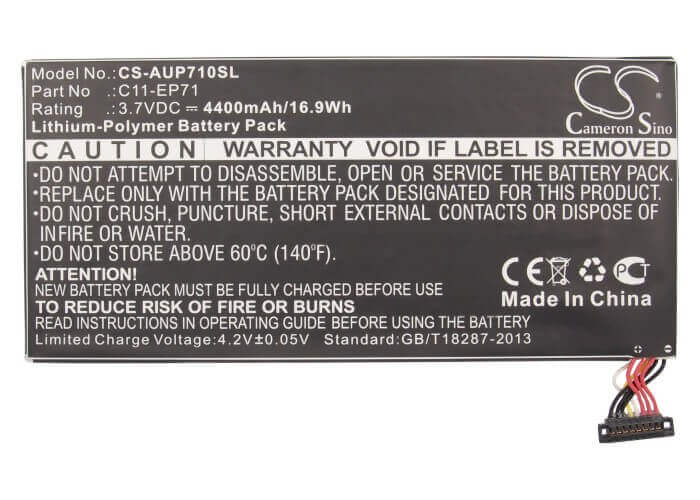 Model No.:CS-AUP710SL
:C11-EP71
Rating :3.7VDC ⎓ 4400mAh/16.9Wh
Lithium-Polymer Battery Pack
CS
Cameron Sino
CAUTION! WARRANTY VOID IF LABEL IS REMOVED
•DO NOT ATTEMPT TO DISASSEMBLE, OPEN OR SERVICE THE BATTERY PACK.
•REPLACE ONLY WITH THE BATTERY PACK DESIGNATED FOR THIS PRODUCT.
•DO NOT CRUSH, PUNCTURE, SHORT EXTERNAL CONTACTS OR DISPOSE OF
INFIRE OR WATER.
•DO NOT STORE ABOVE 60°C (140°F).
ATTENTION!
NEW BATTERY PACK MUST BE FULLY CHARGED BEFORE USE
TO REDUCE RISK OF FIRE OR BURNS
READ INSTRUCTIONS IN OPERATING GUIDE BEFORE USING BATTERY
Limited Charge Voltage:4.2V±0.05V Standard:GB/T18287-2013
CE PCT
Made In China
- +